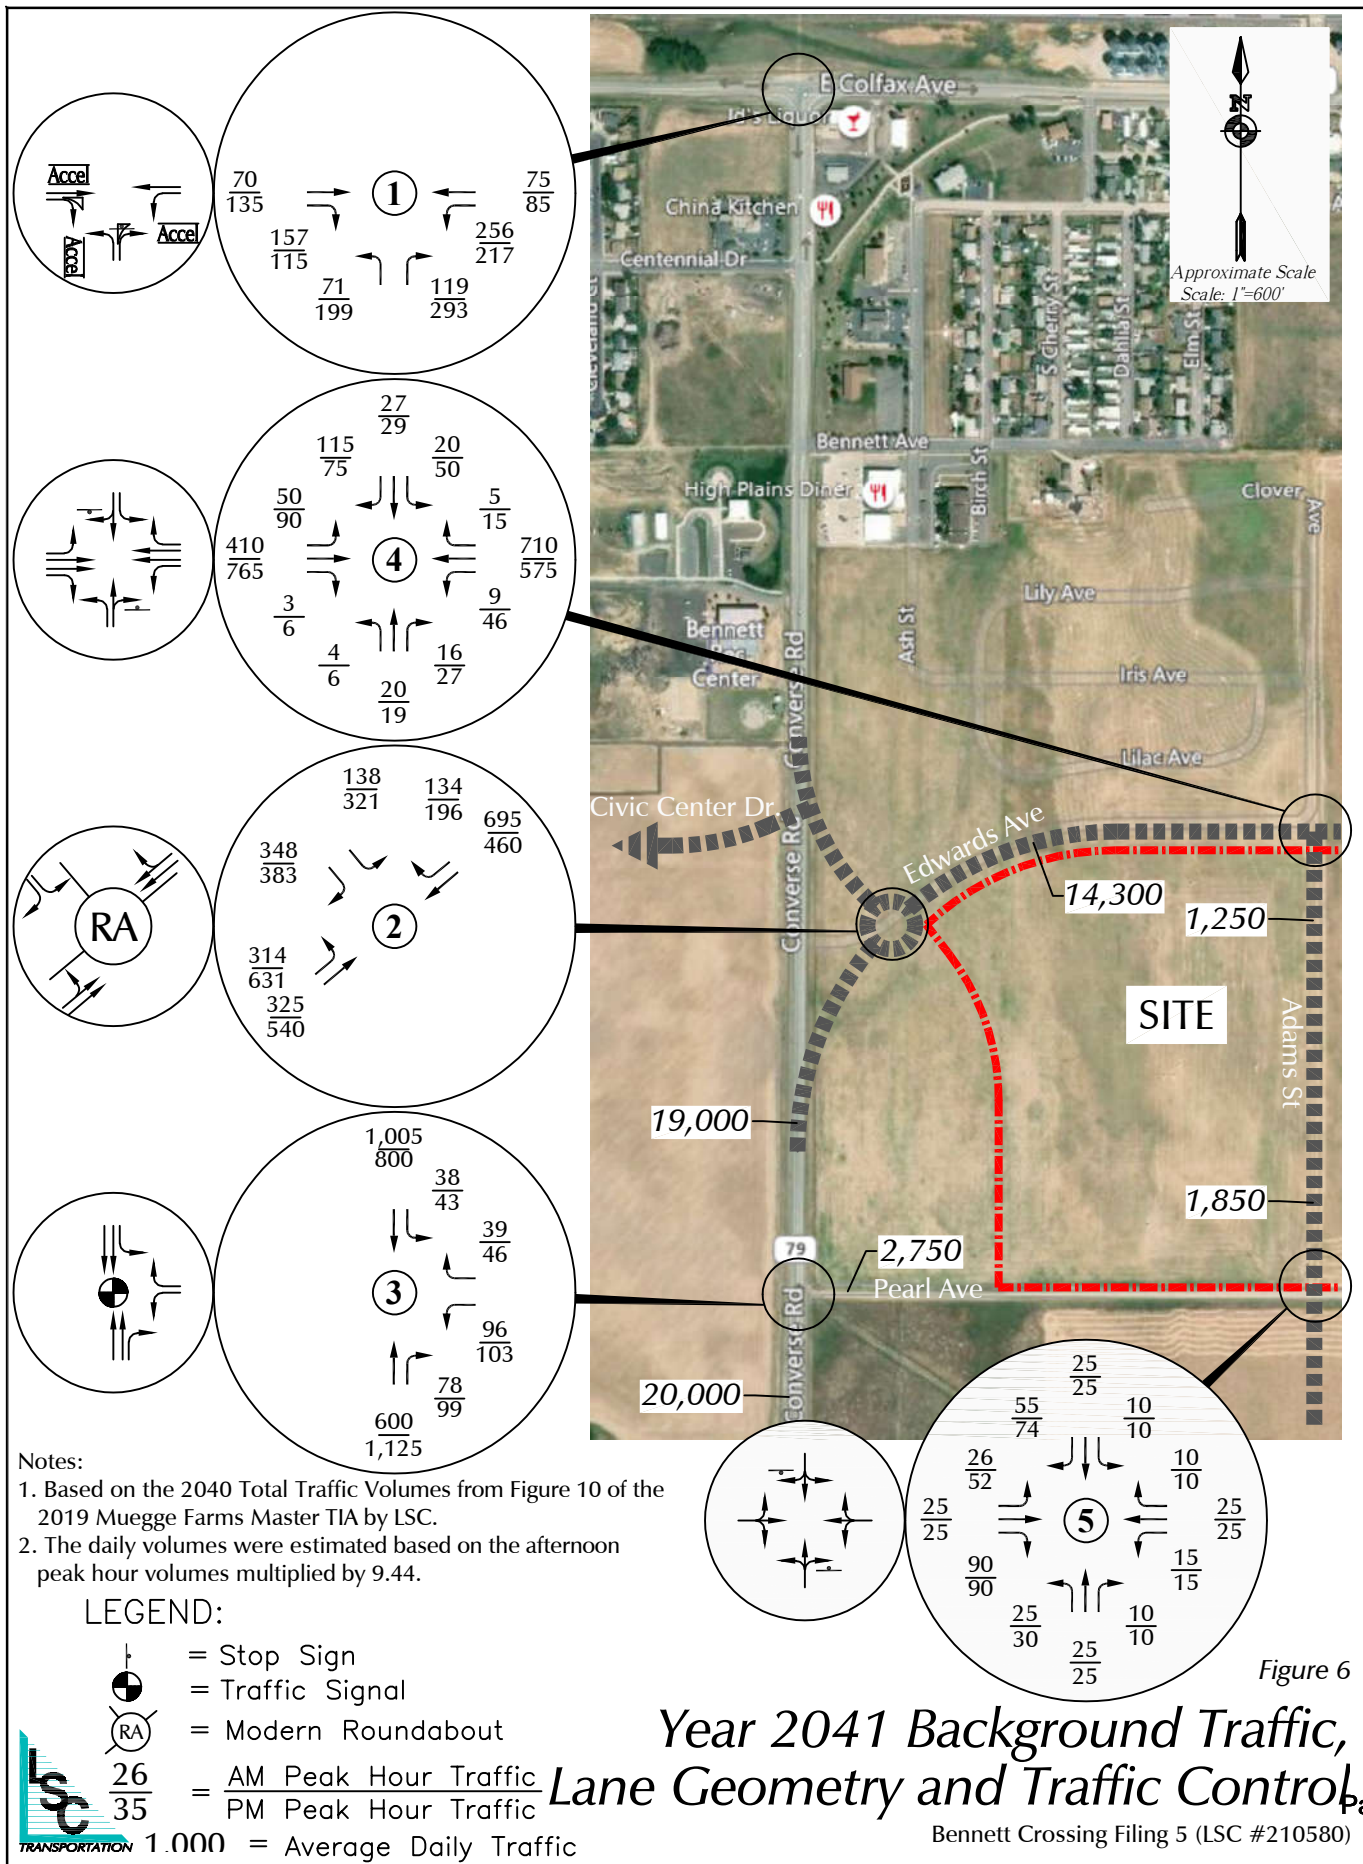 Accel
Accel
Accel
70
135
157
115
71
199
1
75
85
256
217
119
293
E Colfax Ave
China Kitchen
Centennial Dr
S Cherry St
Dahlia St
Elm St
N
Approximate Scale
Scale: 1"=600'
27
29
115
75
20
50
50
90
5
15
410
765
4
710
575
3
6
9
46
4
6
16
27
20
19
Bennett Ave
High Plains Diner
Birch St
Clover
Ave
Lily Ave
Ash St
Bennett
Rec
Center
Converse Rd
Iris Ave
Lilac Ave
138
321
134
196
695
460
348
383
RA
2
314
631
325
540
Civic Center Dr.
Converse Rd
Edwards Ave
14,300
1,250
SITE
Adams St
19,000
1,850
1,005
800
38
43
39
46
3
96
103
78
99
600
1,125
79
2,750
Pearl Ave
Converse Rd
20,000
25
25
55
74
10
10
26
52
10
10
25
25
5
25
25
90
90
15
15
25
30
10
10
25
25
Notes:
1. Based on the 2040 Total Traffic Volumes from Figure 10 of the
2019 Muegge Farms Master TIA by LSC.
2. The daily volumes were estimated based on the afternoon
peak hour volumes multiplied by 9.44.
LEGEND:
= Stop Sign
= Traffic Signal
RA = Modern Roundabout
26
35
= AM Peak Hour Traffic
PM Peak Hour Traffic
1,000 = Average Daily Traffic
LSC
TRANSPORTATION
Figure 6
Year 2041 Background Traffic,
Lane Geometry and Traffic Control
Bennett Crossing Filing 5 (LSC #210580)